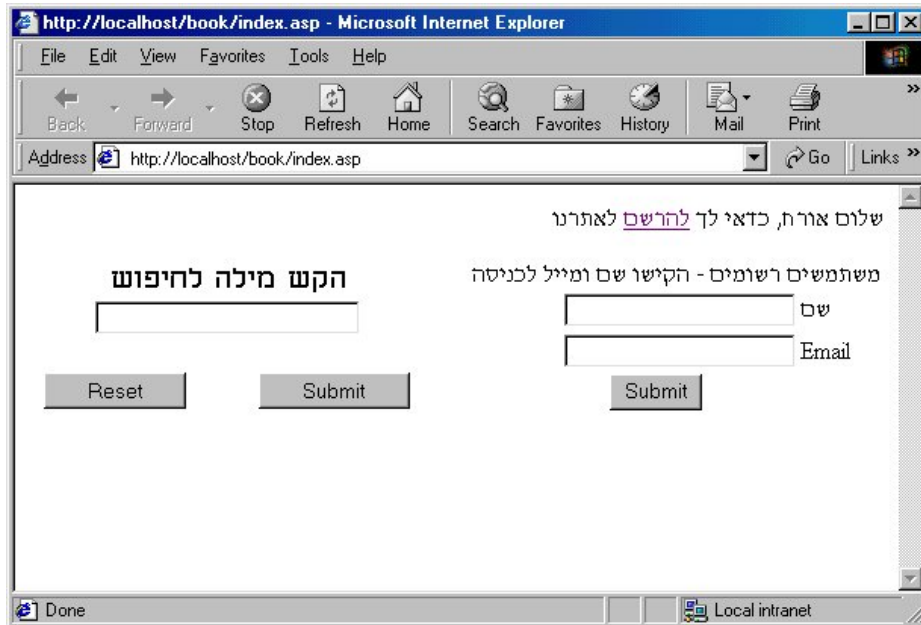 http://localhost/book/index.asp - Microsoft Internet Explorer
File Edit View Favorites Tools Help
Back Forward Stop Refresh Home Search Favorites History Mail Print »
Address http://localhost/book/index.asp Go Links »
שלום אורח, כדאי לך להרשם לאתרנו
משתמשים רשומים - הקישו שם ומייל לכניסה
שם
Email
Submit
הקש מילה לחיפוש
Submit Reset
Done Local intranet